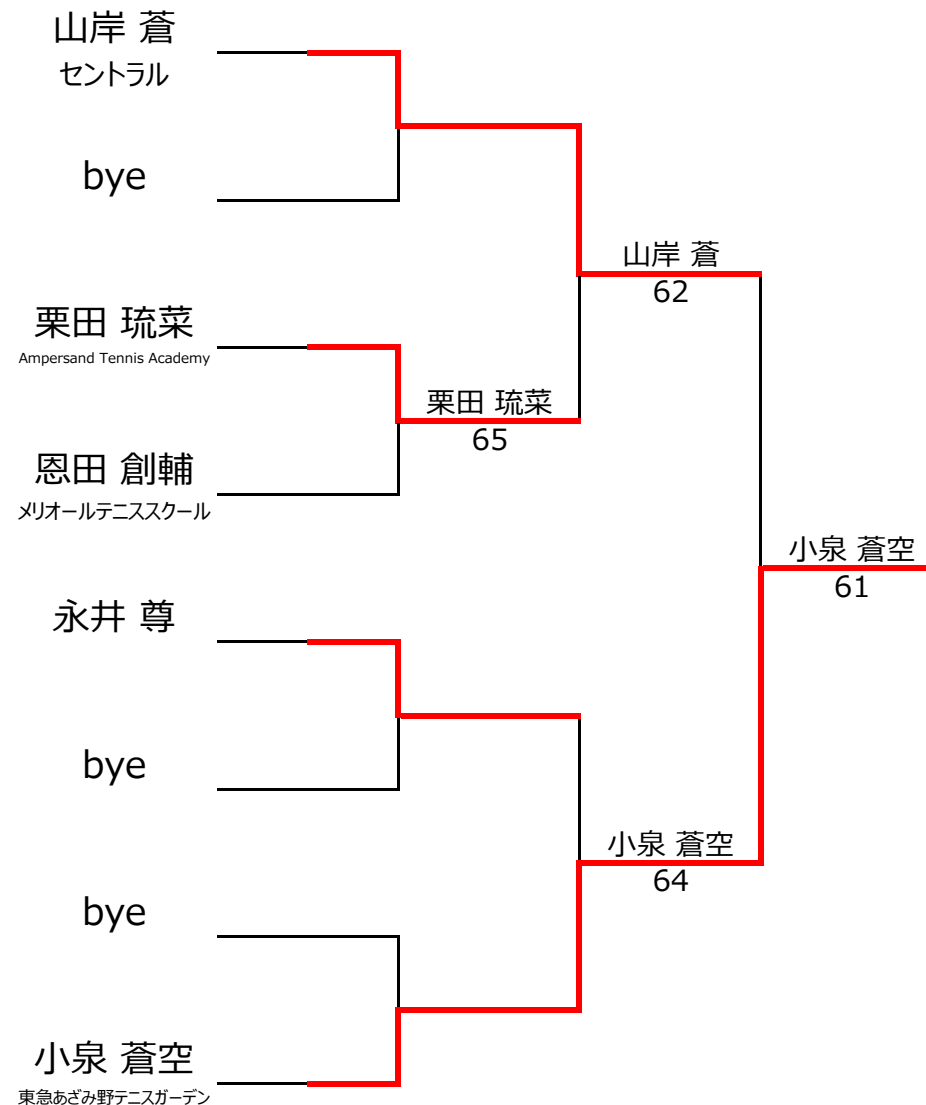 山岸 蒼
セントラル
bye
山岸 蒼
62
栗田 琉菜
Ampersand Tennis Academy
栗田 琉菜
65
恩田 創輔
メリオールテニススクール
小泉 蒼空
61
永井 尊
bye
小泉 蒼空
64
bye
小泉 蒼空
東急あざみ野テニスガーデン